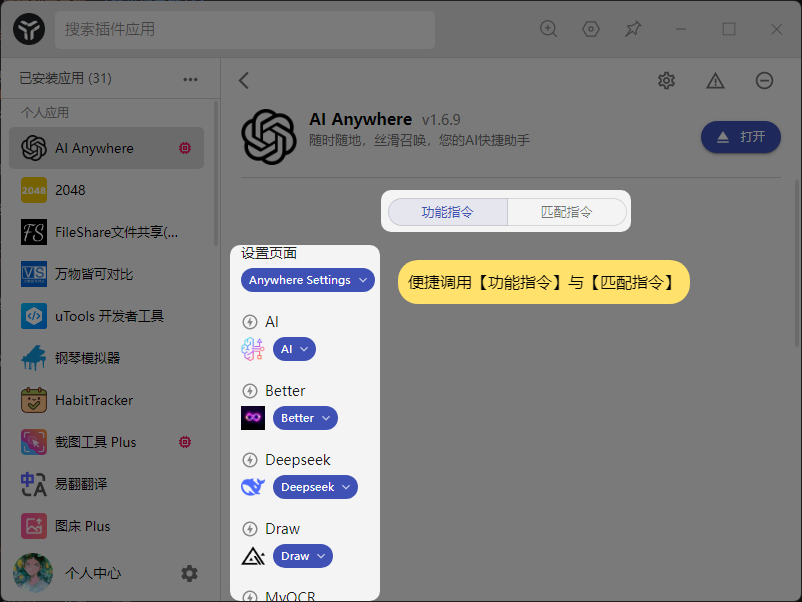 搜索插件应用
已安装应用 (31)
个人应用
AI Anywhere
2048
2048
FS
FileShare文件共享(...
VS
万物皆可对比
uTools 开发者工具
钢琴模拟器
HabitTracker
截图工具 Plus
中
A
易翻翻译
图床 Plus
个人中心
AI Anywhere v1.6.9
随时随地，丝滑召唤，您的AI快捷助手
打开
功能指令
匹配指令
设置页面
Anywhere Settings
便捷调用【功能指令】与【匹配指令】
AI
AI
Better
Better
Deepseek
Deepseek
Draw
Draw
MyOCR